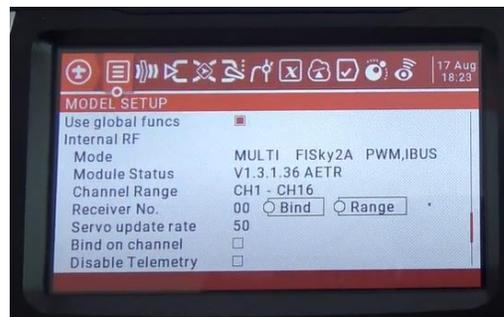 17 Aug
18:23
MODEL SETUP
Use global funcs
Internal RF
Mode MULTI FlSky2A PWM,IBUS
Module Status V1.3.1.36 AETR
Channel Range CH1 - CH16
Receiver No. 00 Bind Range
Servo update rate 50
Bind on channel
Disable Telemetry